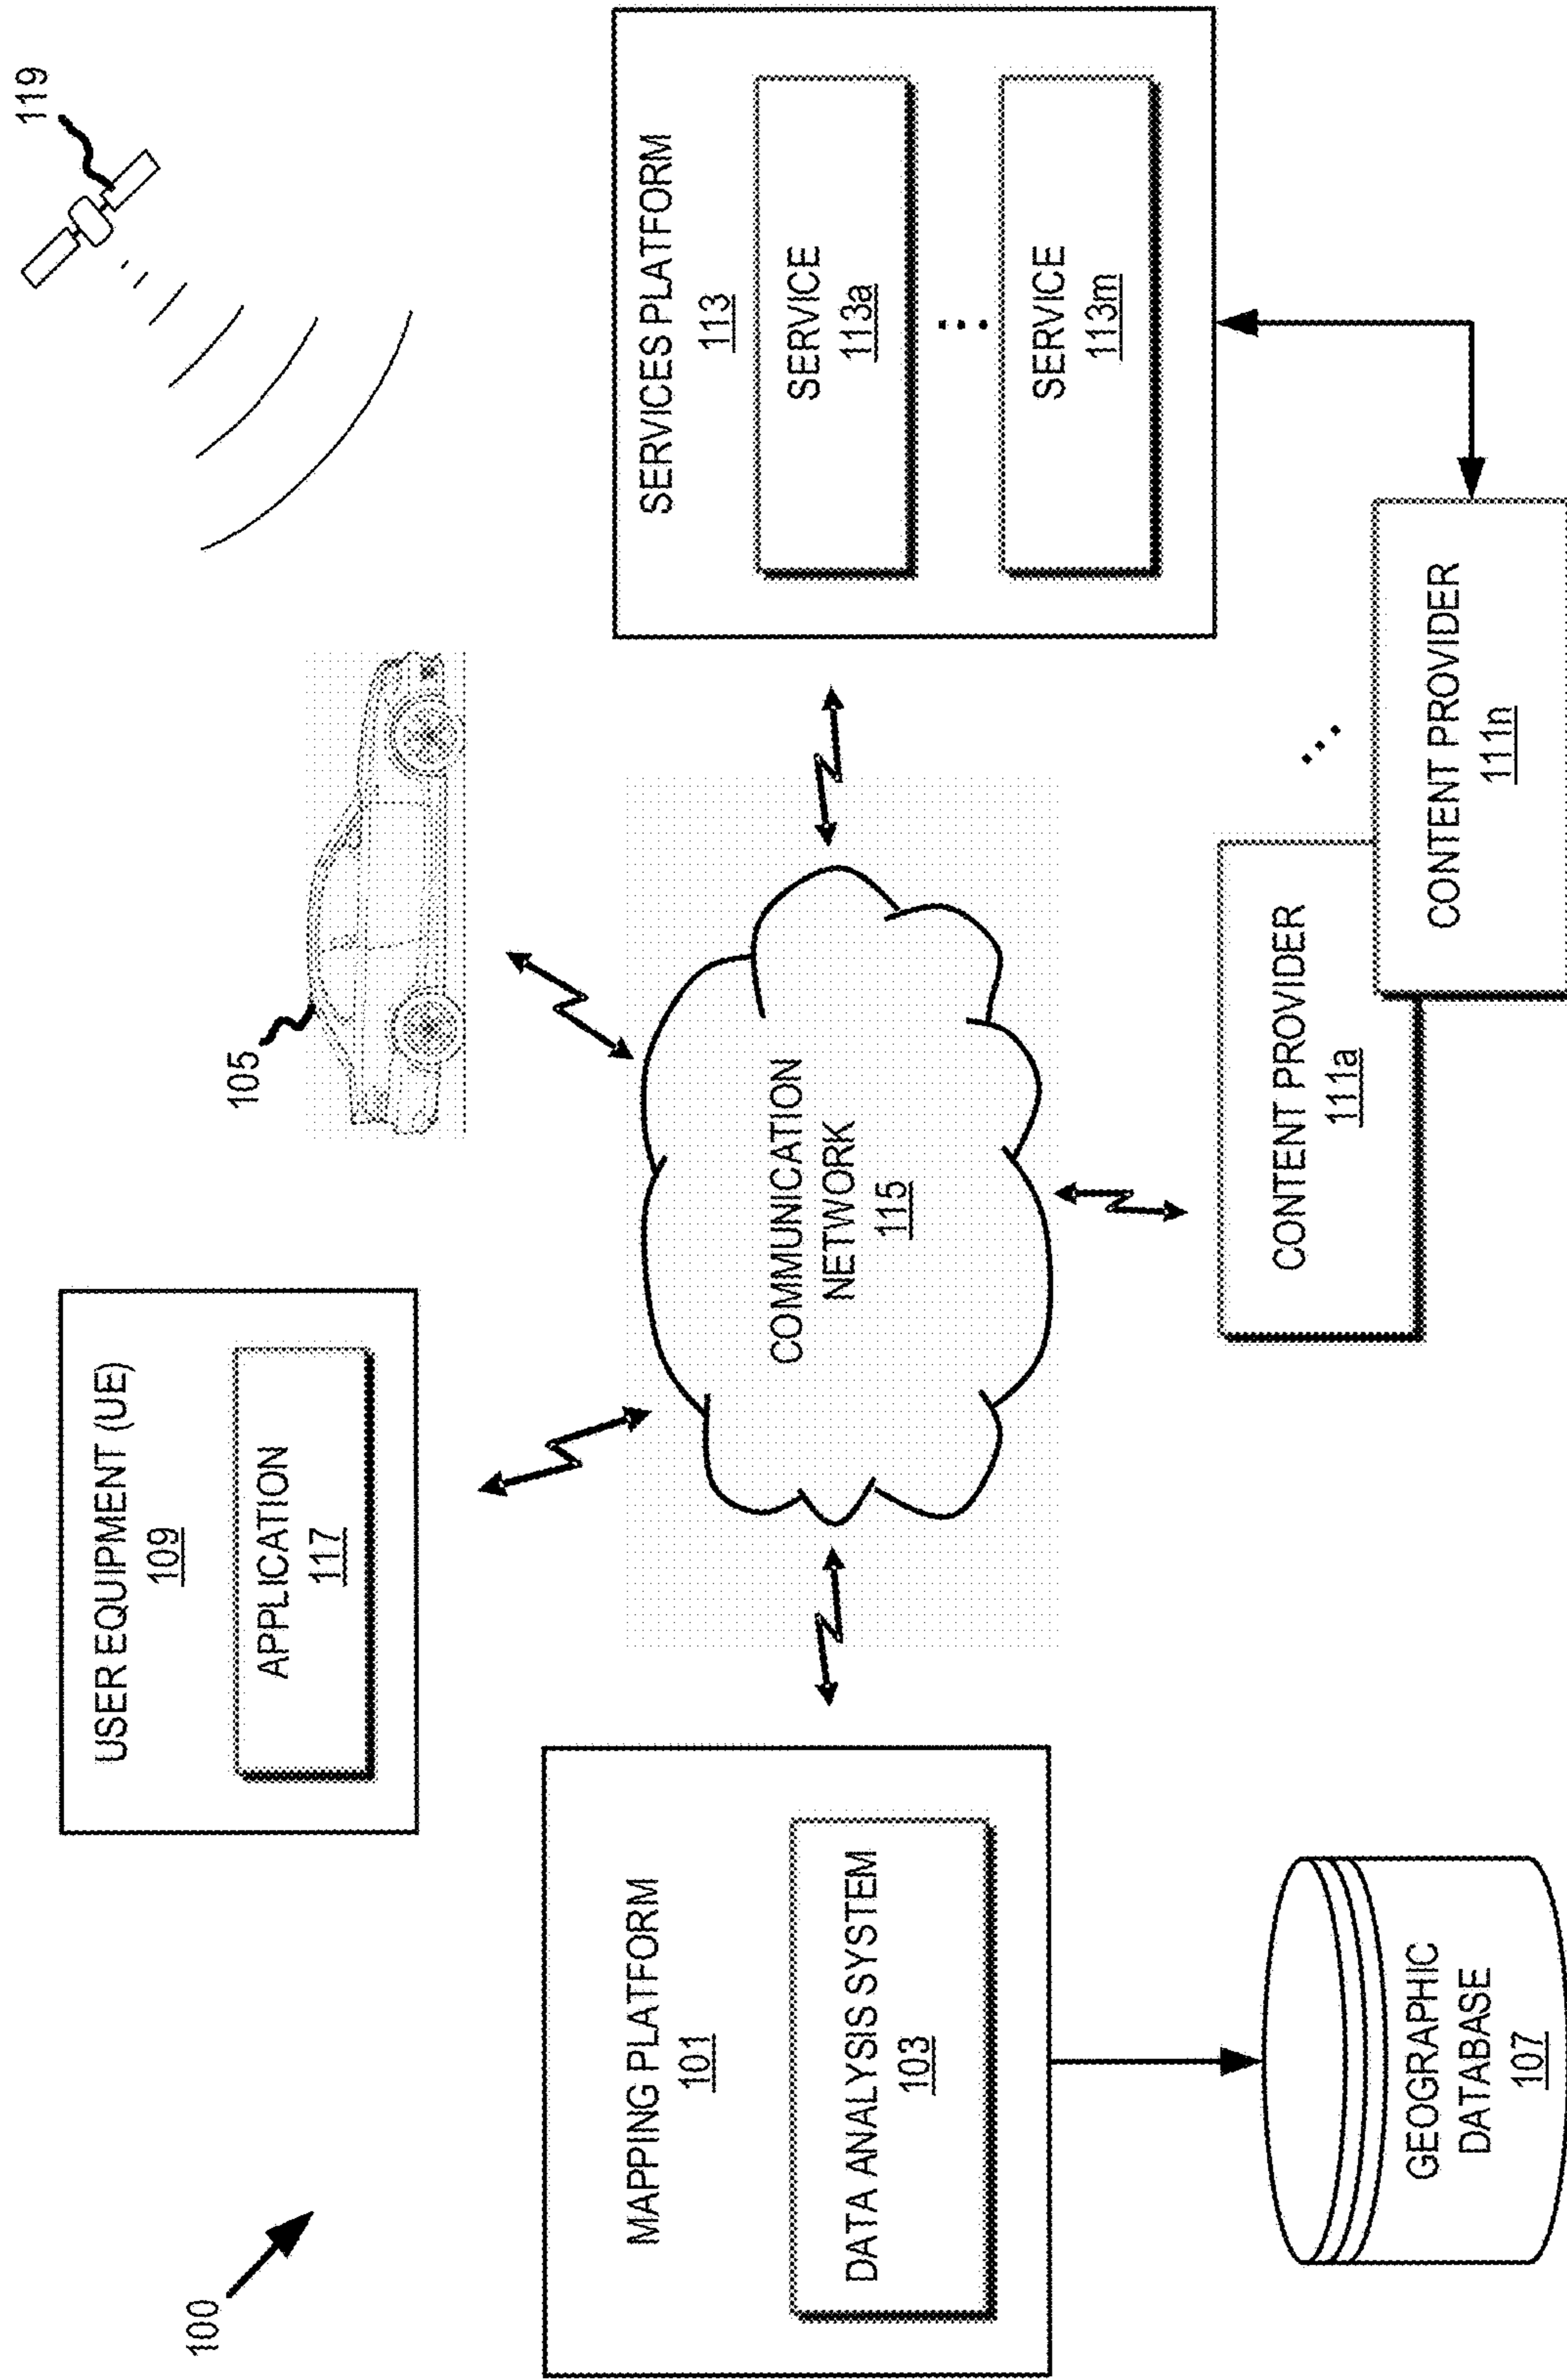 100
119
USER EQUIPMENT (UE)
109
APPLICATION
117
105
MAPPING PLATFORM
101
DATA ANALYSIS SYSTEM
103
COMMUNICATION
NETWORK
115
SERVICES PLATFORM
113
SERVICE
113a
SERVICE
113m
GEOGRAPHIC
DATABASE
107
CONTENT PROVIDER
111a
CONTENT PROVIDER
111n